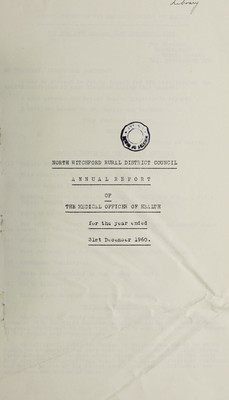 Library
NORTH WITCHFORD RURAL DISTRICT COUNCIL
ANNUAL REPORT
OF
THE MEDICAL OFFICER OF HEALTH
for the year ended
31st December 1960.